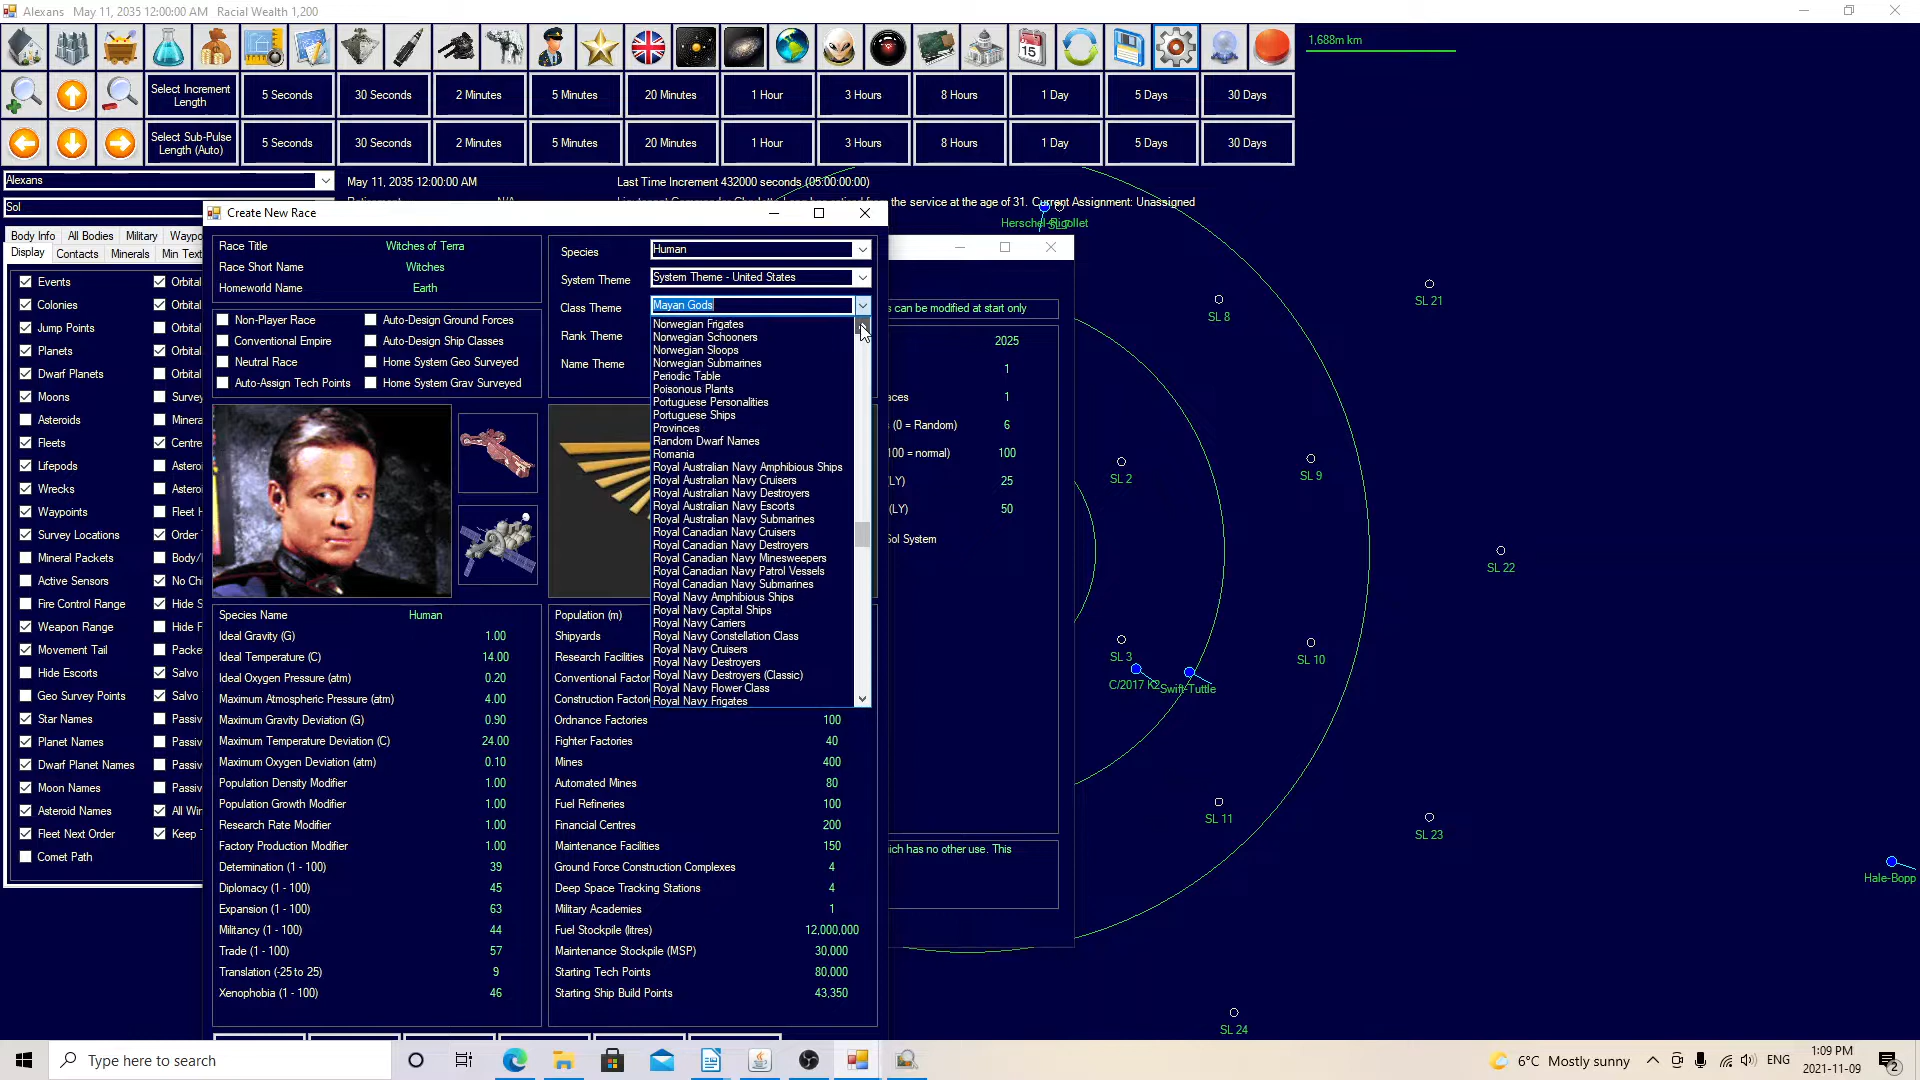 Alexans   May 11, 2035 12:00:00 AM   Racial Wealth 1,200
1,688m km
Select Increment Length
5 Seconds
30 Seconds
2 Minutes
5 Minutes
20 Minutes
1 Hour
3 Hours
8 Hours
1 Day
5 Days
30 Days
Select Sub-Pulse Length (Auto)
5 Seconds
30 Seconds
2 Minutes
5 Minutes
20 Minutes
1 Hour
3 Hours
8 Hours
1 Day
5 Days
30 Days
Alexans
May 11, 2035 12:00:00 AM
Last Time Increment 432000 seconds (05:00:00:00)
Sol
the service at the age of 31. Current Assignment: Unassigned
Body Info
All Bodies
Military
Display
Contacts
Minerals
Min Text
Events
Colonies
Jump Points
Planets
Dwarf Planets
Moons
Asteroids
Fleets
Lifepods
Wrecks
Waypoints
Survey Locations
Mineral Packets
Active Sensors
Fire Control Range
Weapon Range
Movement Tail
Hide Escorts
Geo Survey Points
Star Names
Planet Names
Dwarf Planet Names
Moon Names
Asteroid Names
Fleet Next Order
Comet Path
Create New Race
Race Title
Witches of Terra
Race Short Name
Witches
Homeworld Name
Earth
Non-Player Race
Auto-Design Ground Forces
Conventional Empire
Auto-Design Ship Classes
Neutral Race
Home System Geo Surveyed
Auto-Assign Tech Points
Home System Grav Surveyed
Species
Human
System Theme
System Theme - United States
Class Theme
Mayan Gods
Rank Theme
Name Theme
Norwegian Frigates
Norwegian Schooners
Norwegian Sloops
Norwegian Submarines
Periodic Table
Poisonous Plants
Portuguese Personalities
Portuguese Ships
Provinces
Random Dwarf Names
Romania
Royal Australian Navy Amphibious Ships
Royal Australian Navy Cruisers
Royal Australian Navy Destroyers
Royal Australian Navy Escorts
Royal Australian Navy Submarines
Royal Canadian Navy Cruisers
Royal Canadian Navy Destroyers
Royal Canadian Navy Minesweepers
Royal Canadian Navy Patrol Vessels
Royal Canadian Navy Submarines
Royal Navy Amphibious Ships
Royal Navy Capital Ships
Royal Navy Carriers
Royal Navy Constellation Class
Royal Navy Cruisers
Royal Navy Destroyers
Royal Navy Destroyers (Classic)
Royal Navy Flower Class
Royal Navy Frigates
Species Name   Human
Ideal Gravity (G)   1.00
Ideal Temperature (C)   14.00
Ideal Oxygen Pressure (atm)   0.20
Maximum Atmospheric Pressure (atm)   4.00
Maximum Gravity Deviation (G)   0.90
Maximum Temperature Deviation (C)   24.00
Maximum Oxygen Deviation (atm)   0.10
Population Density Modifier   1.00
Population Growth Modifier   1.00
Research Rate Modifier   1.00
Factory Production Modifier   1.00
Determination (1 - 100)   39
Diplomacy (1 - 100)   45
Expansion (1 - 100)   63
Militancy (1 - 100)   44
Trade (1 - 100)   57
Translation (-25 to 25)   9
Xenophobia (1 - 100)   46
Population (m)
Shipyards
Research Facilities
Ordnance Factories   100
Fighter Factories   40
Mines   400
Automated Mines   80
Fuel Refineries   100
Financial Centres   200
Maintenance Facilities   150
Ground Force Construction Complexes   4
Deep Space Tracking Stations   4
Military Academies   1
Fuel Stockpile (litres)   12,000,000
Maintenance Stockpile (MSP)   30,000
Starting Tech Points   80,000
Starting Ship Build Points   43,350
can be modified at start only
2025
1
1
(0 = Random)   6
100 = normal)   100
25
50
Sol System
has no other use. This
SL 8
SL 21
SL 2
SL 9
SL 22
SL 3
SL 10
C/2017 K2
Swift-Tuttle
SL 11
SL 23
Hale-Bopp
SL 24
Type here to search
6°C Mostly sunny
ENG
1:09 PM
2021-11-09
2